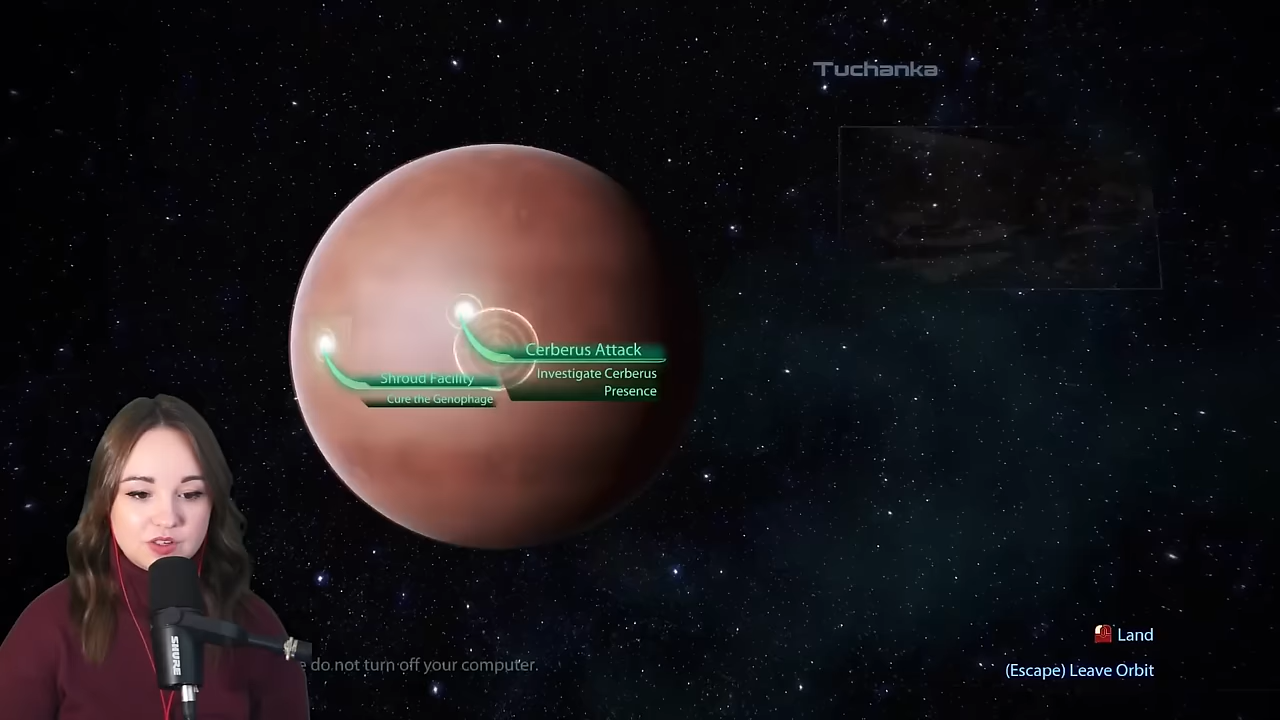 Tuchanka
Cerberus Attack
Investigate Cerberus
Presence
Shroud Facility
Cure the Genophage
Land
do not turn off your computer.
(Escape) Leave Orbit
SHURE